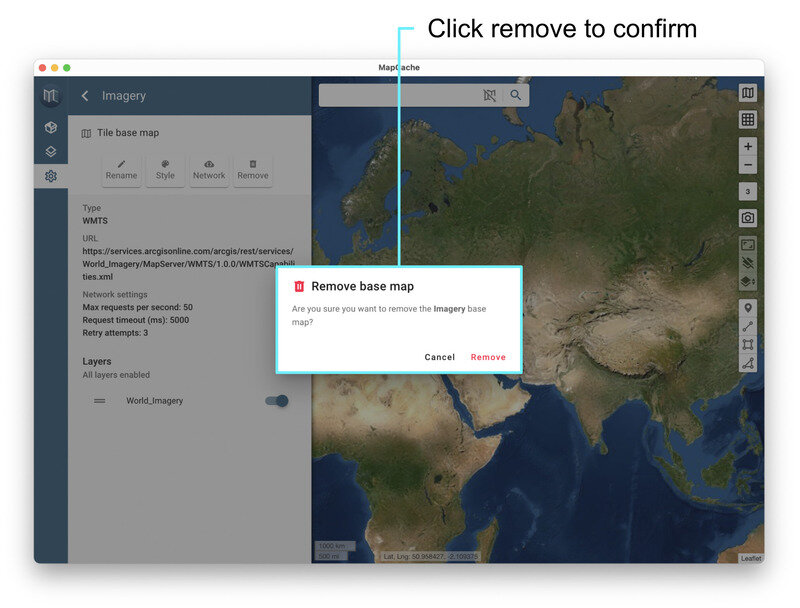 Click remove to confirm
MapCache
Imagery
Tile base map
Rename Style Network Remove
Type
WMTS
URL
https://services.arcgisonline.com/arcgis/rest/services/
World_Imagery/MapServer/WMTS/1.0.0/WMTSCapabili
ties.xml
Network settings
Max requests per second: 50
Request timeout (ms): 5000
Retry attempts: 3
Layers
All layers enabled
World_Imagery
Remove base map
Are you sure you want to remove the Imagery base
map?
Cancel Remove
+
−
3
1000 km
500 mi
Lat, Lng: 50.958427, -2.109375
Leaflet